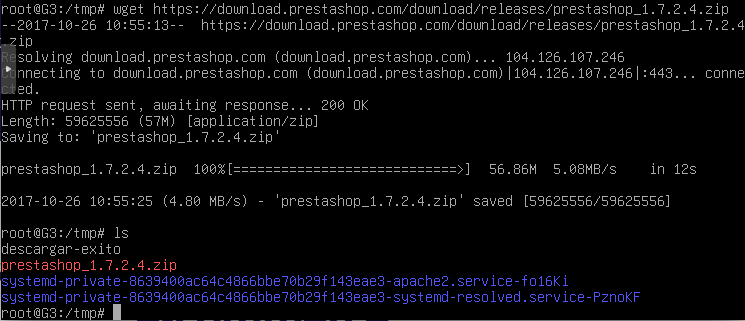 root@G3:/tmp# wget https://download.prestashop.com/download/releases/prestashop_1.7.2.4.zip
--2017-10-26 10:55:13--  https://download.prestashop.com/download/releases/prestashop_1.7.2.4
.zip
Resolving download.prestashop.com (download.prestashop.com)... 104.126.107.246
Connecting to download.prestashop.com (download.prestashop.com)|104.126.107.246|:443... conne
cted.
HTTP request sent, awaiting response... 200 OK
Length: 59625556 (57M) [application/zip]
Saving to: 'prestashop_1.7.2.4.zip'
prestashop_1.7.2.4.zip  100%[============================>]  56.86M  5.08MB/s    in 12s
2017-10-26 10:55:25 (4.80 MB/s) - 'prestashop_1.7.2.4.zip' saved [59625556/59625556]
root@G3:/tmp# ls
descargar-exito
prestashop_1.7.2.4.zip
systemd-private-8639400ac64c4866bbe70b29f143eae3-apache2.service-fo16Ki
systemd-private-8639400ac64c4866bbe70b29f143eae3-systemd-resolved.service-PznoKF
root@G3:/tmp#